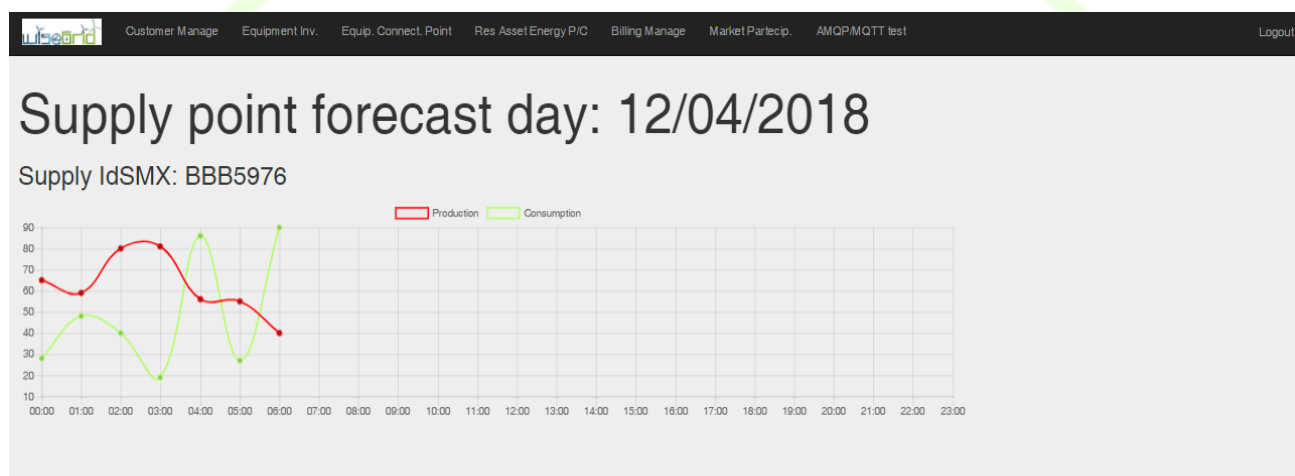 wiseGrid Customer Manage Equipment Inv. Equip. Connect. Point Res Asset Energy P/C Billing Manage Market Partecip. AMQP/MQTT test Logout
Supply point forecast day: 12/04/2018
Supply IdSMX: BBB5976
Production Consumption
90
80
70
60
50
40
30
20
10
00:00 01:00 02:00 03:00 04:00 05:00 06:00 07:00 08:00 09:00 10:00 11:00 12:00 13:00 14:00 15:00 16:00 17:00 18:00 19:00 20:00 21:00 22:00 23:00